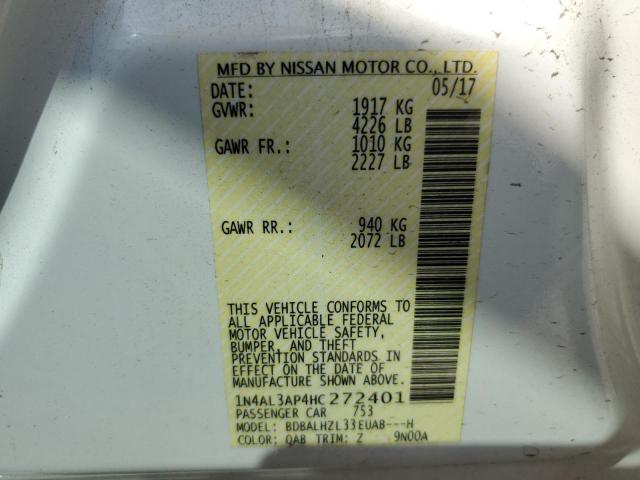 MFD BY NISSAN MOTOR CO., LTD.
DATE: 05/17
GVWR: 1917 KG
4226 LB
GAWR FR.: 1010 KG
2227 LB
GAWR RR.: 940 KG
2072 LB
THIS VEHICLE CONFORMS TO
ALL APPLICABLE FEDERAL
MOTOR VEHICLE SAFETY,
BUMPER, AND THEFT
PREVENTION STANDARDS IN
EFFECT ON THE DATE OF
MANUFACTURE SHOWN ABOVE.
1N4AL3AP4HC272401
PASSENGER CAR 753
MODEL: BDBALHZL33EUAB---H
COLOR: QAB TRIM: Z 9N00A